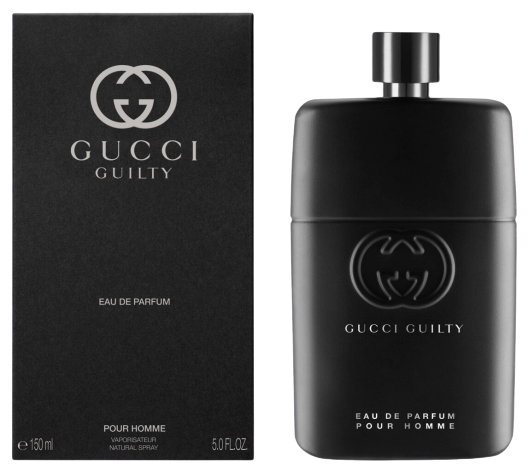 GUCCI
GUILTY
EAU DE PARFUM
POUR HOMME
VAPORISATEUR
NATURAL SPRAY
℮ 150 ml
5.0 FL.OZ.
GUCCI GUILTY
EAU DE PARFUM
POUR HOMME